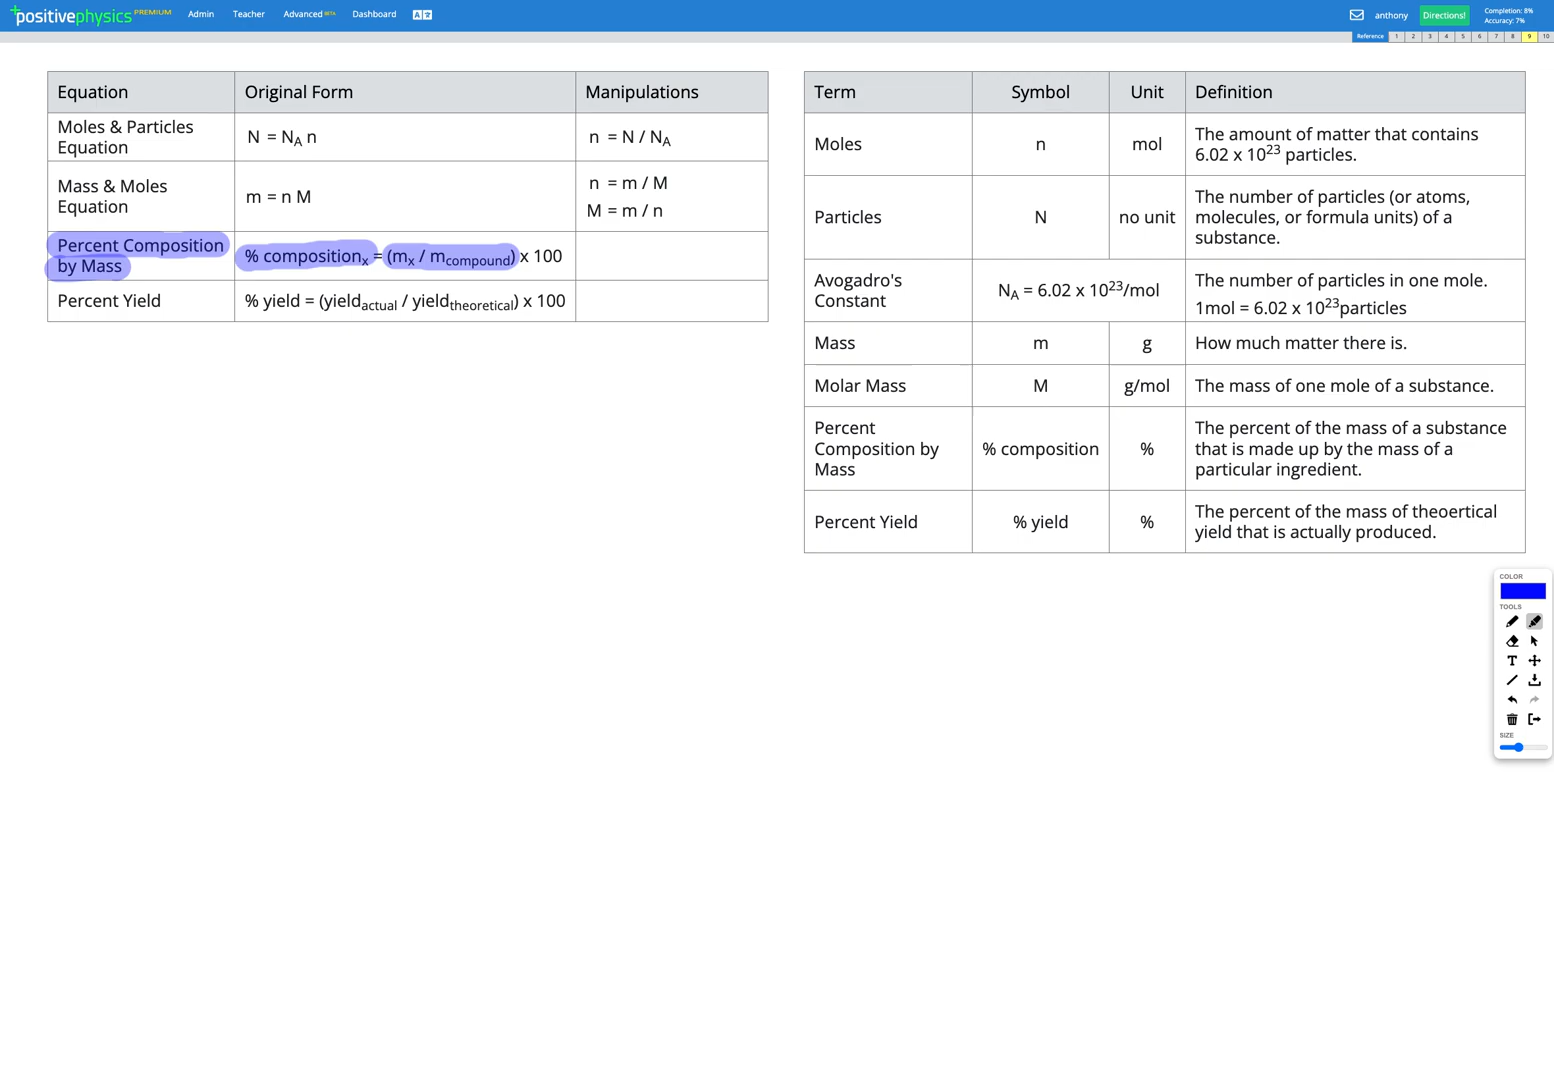 +positivephysics PREMIUM Admin Teacher Advanced BETA Dashboard A anthony Directions! Completion: 8%
Accuracy: 7%
Reference 1 2 3 4 5 6 7 8 9 10
Equation Original Form Manipulations
Moles & Particles
Equation
N = NA n
n = N / NA
Mass & Moles
Equation
m = n M
n = m / M
M = m / n
Percent Composition
by Mass
% compositionx = (mx / mcompound) x 100
Percent Yield
% yield = (yieldactual / yieldtheoretical) x 100
Term Symbol Unit Definition
Moles
n
mol
The amount of matter that contains
6.02 x 10²³ particles.
Particles
N
no unit
The number of particles (or atoms,
molecules, or formula units) of a
substance.
Avogadro's
Constant
NA = 6.02 x 10²³/mol
The number of particles in one mole.
1mol = 6.02 x 10²³particles
Mass
m
g
How much matter there is.
Molar Mass
M
g/mol
The mass of one mole of a substance.
Percent
Composition by
Mass
% composition
%
The percent of the mass of a substance
that is made up by the mass of a
particular ingredient.
Percent Yield
% yield
%
The percent of the mass of theoertical
yield that is actually produced.
COLOR
TOOLS
T
SIZE